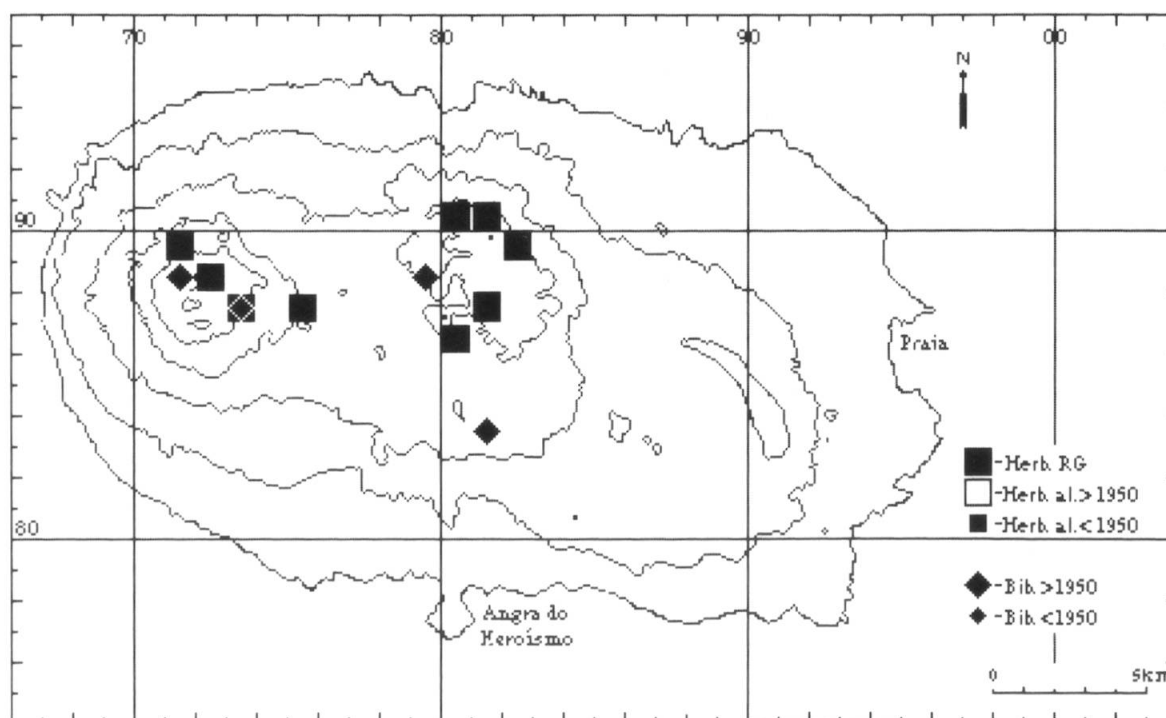 70 80 90 00
N
90
Praia
-Herb. RG
-Herb. al.>1950
80
-Herb. al.<1950
-Bib.>1950
-Bib.<1950
Angra do
Heroísmo
0 5km